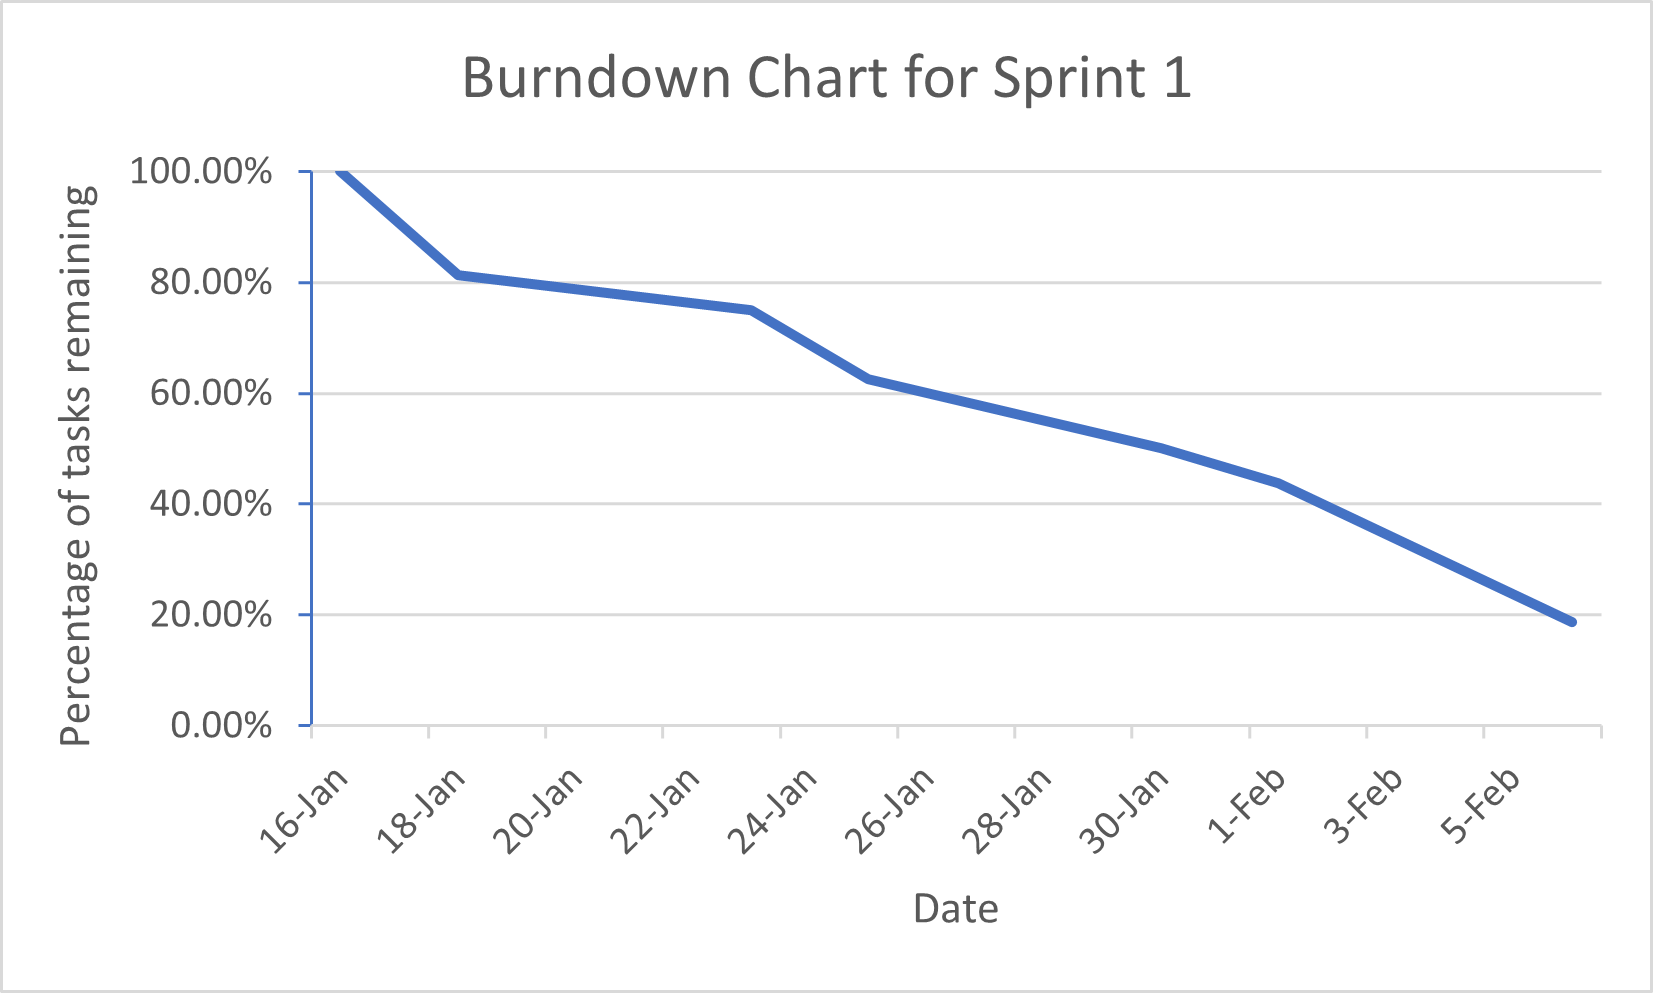 Burndown Chart for Sprint 1
Percentage of tasks remaining
100.00%
80.00%
60.00%
40.00%
20.00%
0.00%
16-Jan
18-Jan
20-Jan
22-Jan
24-Jan
26-Jan
28-Jan
30-Jan
1-Feb
3-Feb
5-Feb
Date